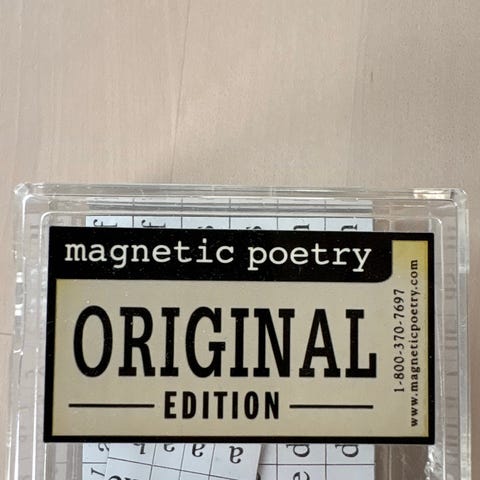 magnetic poetry
ORIGINAL
EDITION
1-800-370-7697
www.magneticpoetry.com